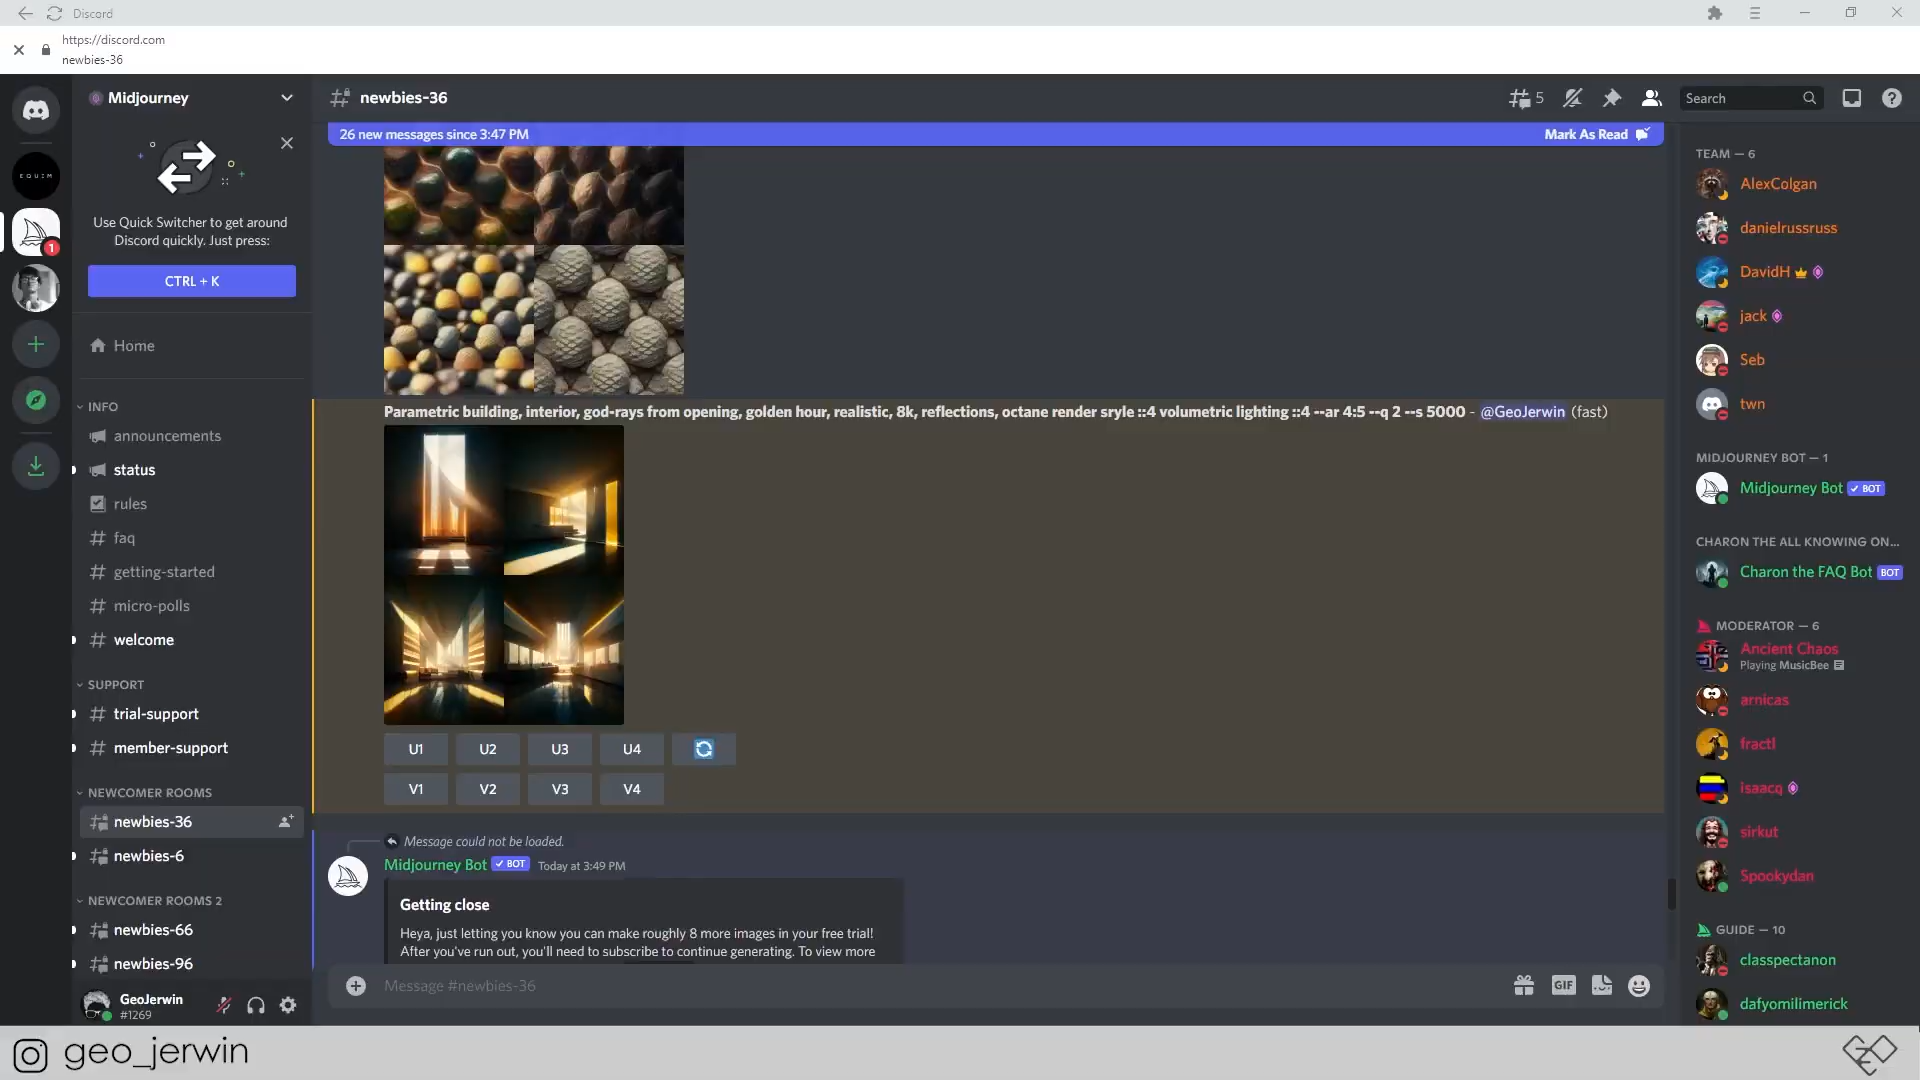 Discord
https://discord.com
newbies-36
Midjourney
Use Quick Switcher to get around
Discord quickly. Just press:
CTRL + K
Home
INFO
announcements
status
rules
faq
getting-started
micro-polls
welcome
SUPPORT
trial-support
member-support
NEWCOMER ROOMS
newbies-36
newbies-6
NEWCOMER ROOMS 2
newbies-66
newbies-96
GeoJerwin
#1269
EQUIM
1
newbies-36
5
Search
26 new messages since 3:47 PM
Mark As Read
Parametric building, interior, god-rays from opening, golden hour, realistic, 8k, reflections, octane render sryle ::4 volumetric lighting ::4 --ar 4:5 --q 2 --s 5000 - @GeoJerwin (fast)
U1 U2 U3 U4
V1 V2 V3 V4
Message could not be loaded.
Midjourney Bot BOT Today at 3:49 PM
Getting close
Heya, just letting you know you can make roughly 8 more images in your free trial!
After you've run out, you'll need to subscribe to continue generating. To view more
Message #newbies-36
GIF
TEAM — 6
AlexColgan
danielrussruss
DavidH
jack
Seb
twn
MIDJOURNEY BOT — 1
Midjourney Bot BOT
CHARON THE ALL KNOWING ON...
Charon the FAQ Bot BOT
MODERATOR — 6
Ancient Chaos
Playing MusicBee
arnicas
fractl
isaacq
sirkut
Spookydan
GUIDE — 10
classpectanon
dafyomilimerick
geo_jerwin